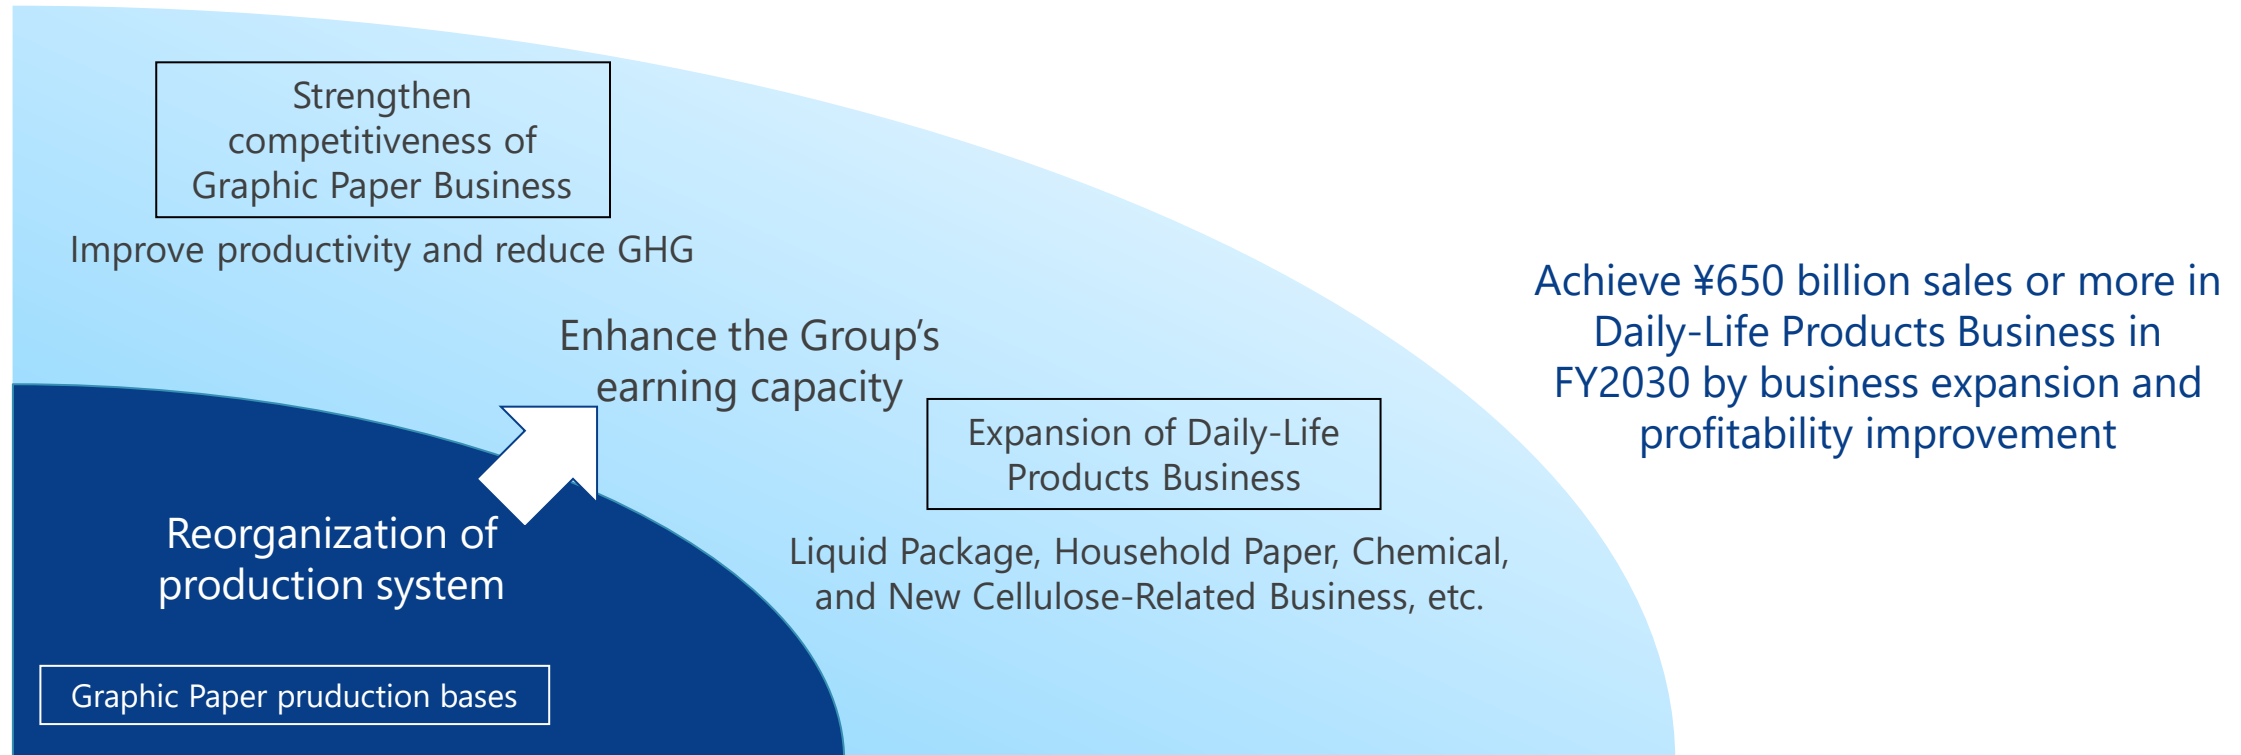 Strengthen
competitiveness of
Graphic Paper Business
Improve productivity and reduce GHG
Enhance the Group’s
earning capacity
Expansion of Daily-Life
Products Business
Liquid Package, Household Paper, Chemical,
and New Cellulose-Related Business, etc.
Reorganization of
production system
Graphic Paper pruduction bases
Achieve ¥650 billion sales or more in
Daily-Life Products Business in
FY2030 by business expansion and
profitability improvement